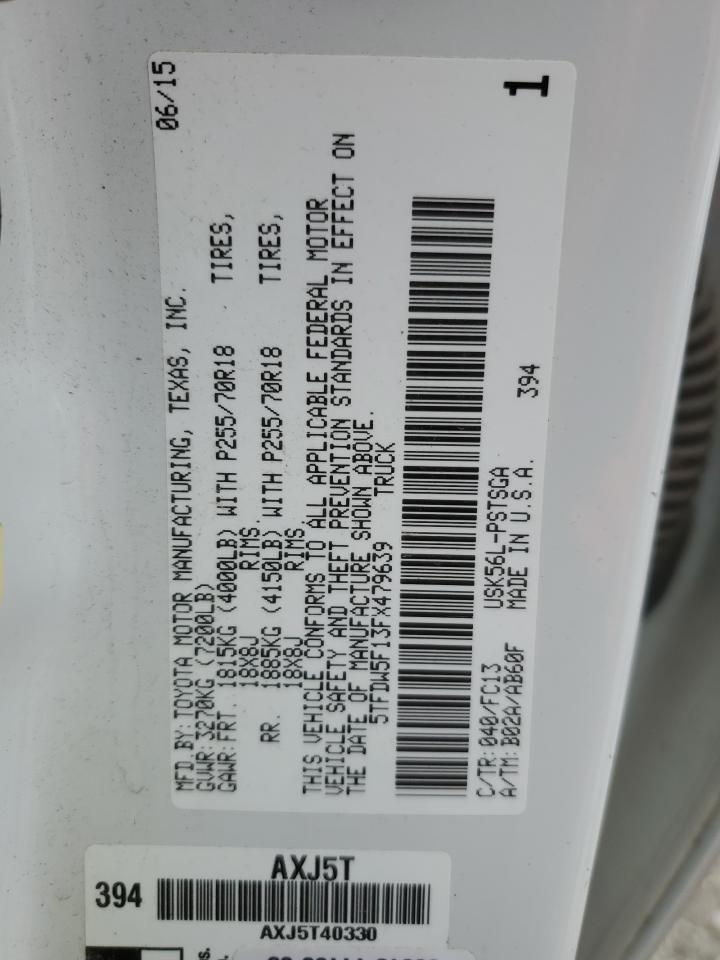 MFD.BY:TOYOTA MOTOR MANUFACTURING, TEXAS, INC. 06/15
GVWR:3270KG (7200LB)
GAWR:FRT. 1815KG (4000LB) WITH P255/70R18 TIRES,
18X8J RIMS.
RR. 1885KG (4150LB) WITH P255/70R18 TIRES,
18X8J RIMS.
THIS VEHICLE CONFORMS TO ALL APPLICABLE FEDERAL MOTOR
VEHICLE SAFETY AND THEFT PREVENTION STANDARDS IN EFFECT ON
THE DATE OF MANUFACTURE SHOWN ABOVE.
5TFDW5F13FX479639 TRUCK
C/TR:040/FC13 USK56L-PSTSGA
A/TM:B02A/AB60F MADE IN U.S.A. 394
1
AXJ5T
394
AXJ5T40330